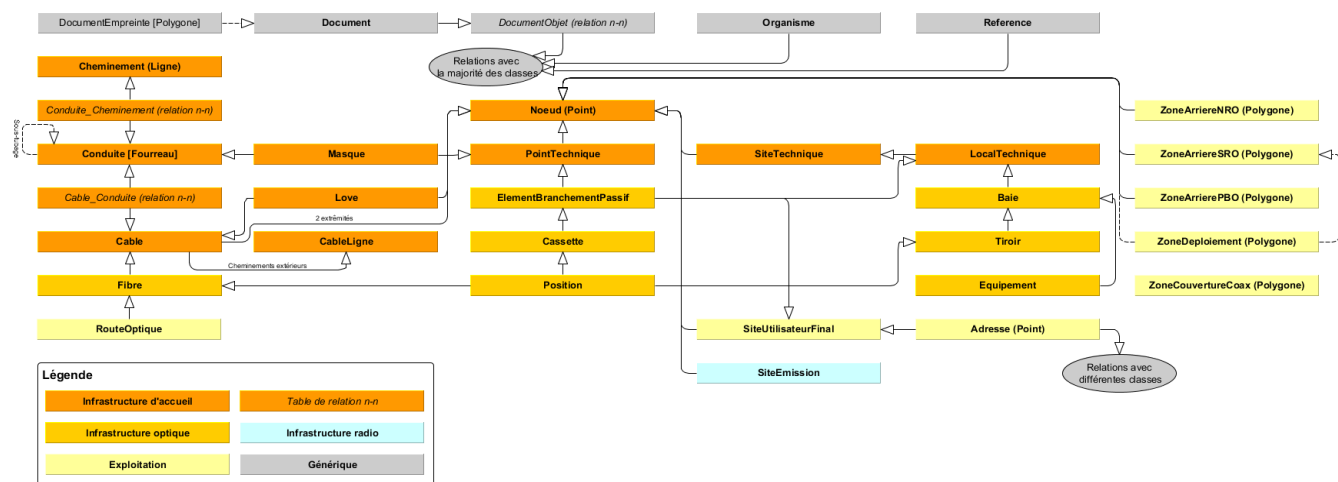 DocumentEmpreinte [Polygone]
Document
DocumentObjet (relation n-n)
Organisme
Reference
Relations avec
la majorité des classes
Cheminement (Ligne)
Conduite_Cheminement (relation n-n)
Noeud (Point)
ZoneArriereNRO (Polygone)
Sous-tubage
Conduite [Fourreau]
Masque
PointTechnique
SiteTechnique
LocalTechnique
ZoneArriereSRO (Polygone)
Cable_Conduite (relation n-n)
Love
ElementBranchementPassif
Baie
ZoneArrierePBO (Polygone)
2 extrêmités
Cable
CableLigne
Cassette
Tiroir
ZoneDeploiement (Polygone)
Cheminements extérieurs
Fibre
Position
Equipement
ZoneCouvertureCoax (Polygone)
RouteOptique
SiteUtilisateurFinal
Adresse (Point)
SiteEmission
Relations avec
différentes classes
Légende
Infrastructure d'accueil
Table de relation n-n
Infrastructure optique
Infrastructure radio
Exploitation
Générique